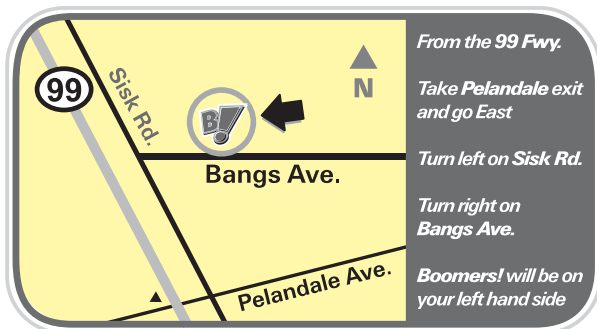 99
Sisk Rd.
B!
N
Bangs Ave.
Pelandale Ave.
From the 99 Fwy.
Take Pelandale exit
and go East
Turn left on Sisk Rd.
Turn right on
Bangs Ave.
Boomers! will be on
your left hand side